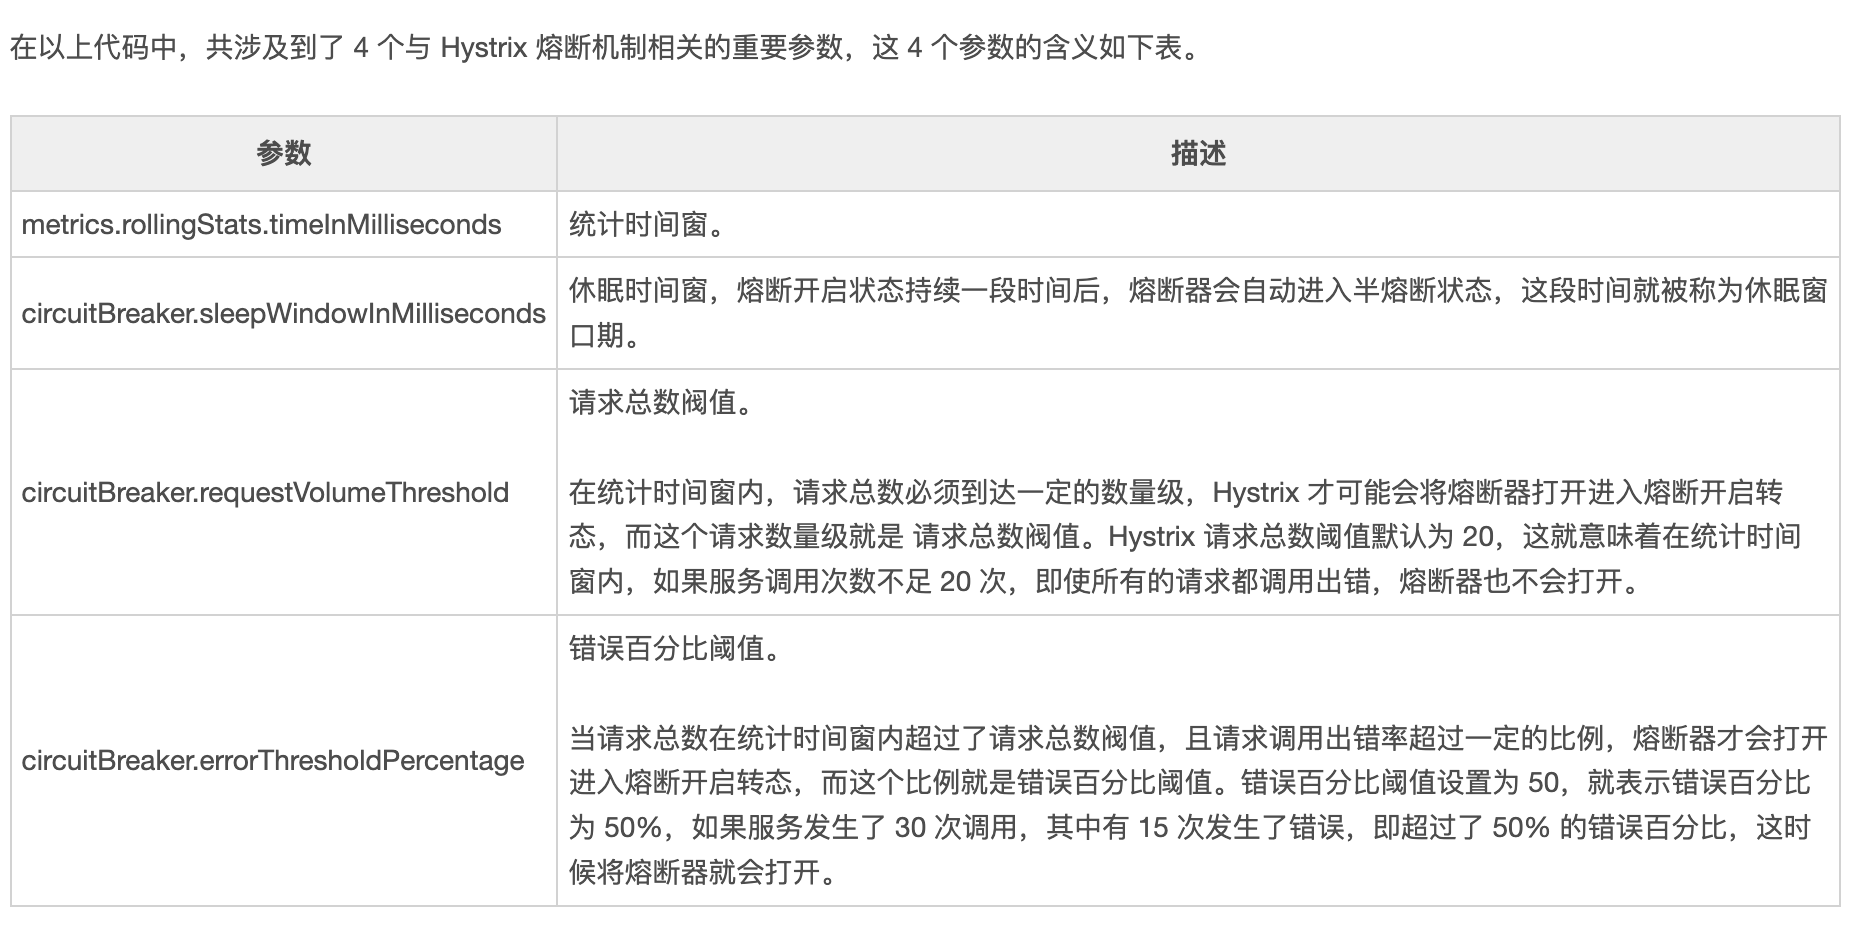 在以上代码中，共涉及到了 4 个与 Hystrix 熔断机制相关的重要参数，这 4 个参数的含义如下表。
参数
描述
metrics.rollingStats.timeInMilliseconds
统计时间窗。
circuitBreaker.sleepWindowInMilliseconds
休眠时间窗，熔断开启状态持续一段时间后，熔断器会自动进入半熔断状态，这段时间就被称为休眠窗
口期。
circuitBreaker.requestVolumeThreshold
请求总数阀值。
在统计时间窗内，请求总数必须到达一定的数量级，Hystrix 才可能会将熔断器打开进入熔断开启转
态，而这个请求数量级就是 请求总数阀值。Hystrix 请求总数阈值默认为 20，这就意味着在统计时间
窗内，如果服务调用次数不足 20 次，即使所有的请求都调用出错，熔断器也不会打开。
circuitBreaker.errorThresholdPercentage
错误百分比阈值。
当请求总数在统计时间窗内超过了请求总数阀值，且请求调用出错率超过一定的比例，熔断器才会打开
进入熔断开启转态，而这个比例就是错误百分比阈值。错误百分比阈值设置为 50，就表示错误百分比
为 50%，如果服务发生了 30 次调用，其中有 15 次发生了错误，即超过了 50% 的错误百分比，这时
候将熔断器就会打开。